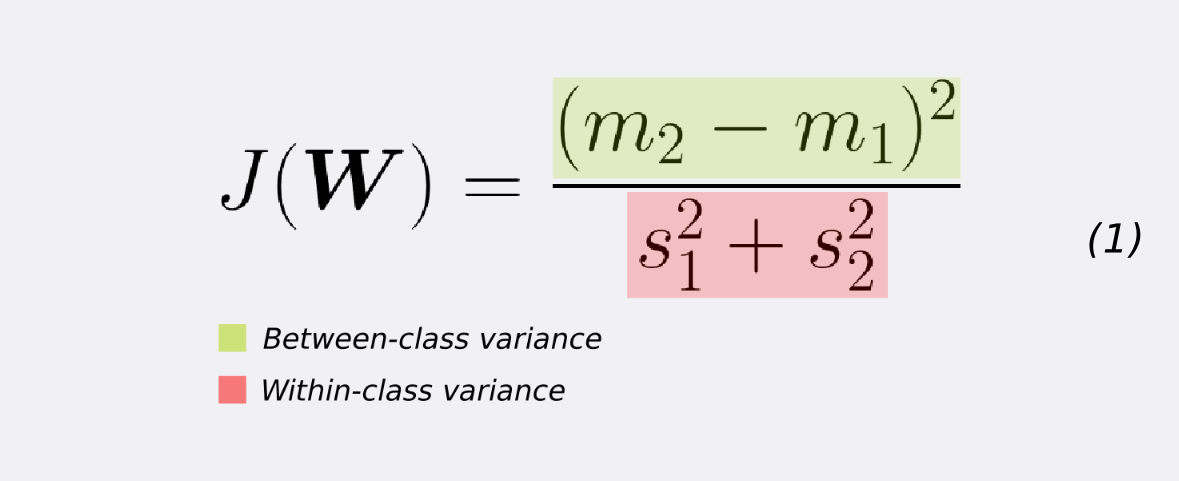 J(W) = (m₂ − m₁)² / (s₁² + s₂²)
(1)
Between-class variance
Within-class variance